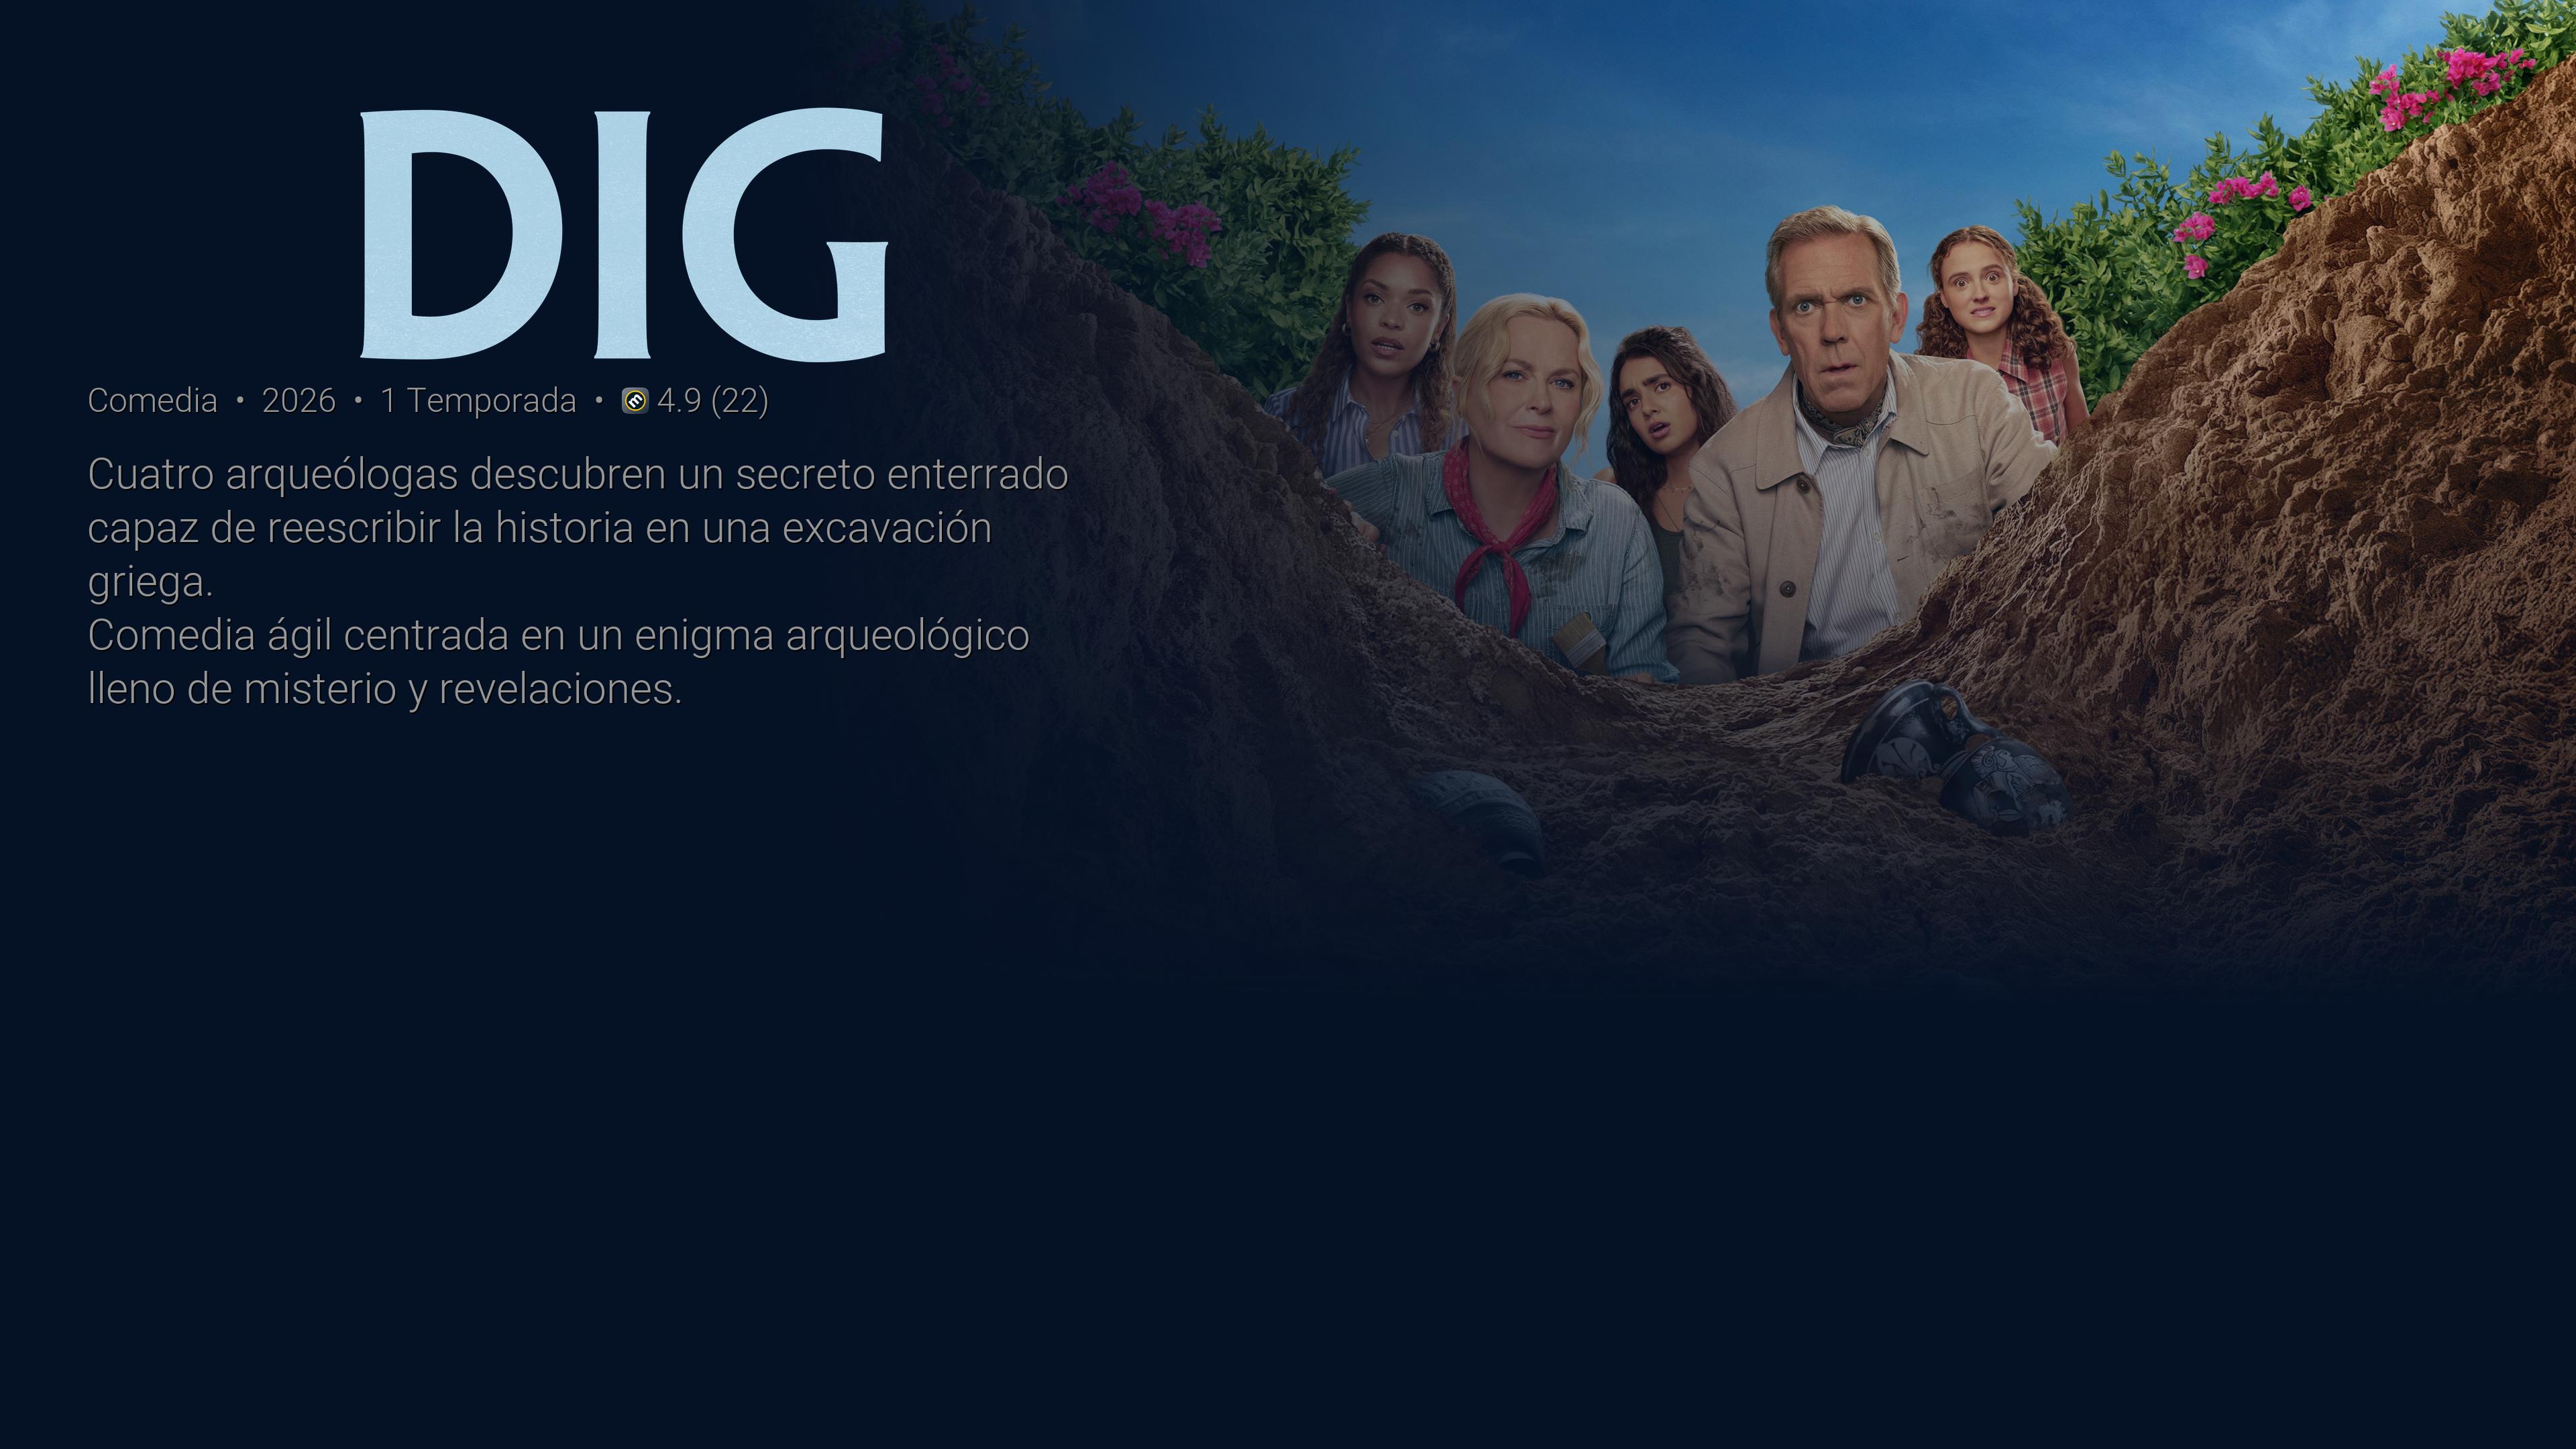 DIG
Comedia • 2026 • 1 Temporada • m 4.9 (22)
Cuatro arqueólogas descubren un secreto enterrado
capaz de reescribir la historia en una excavación
griega.
Comedia ágil centrada en un enigma arqueológico
lleno de misterio y revelaciones.